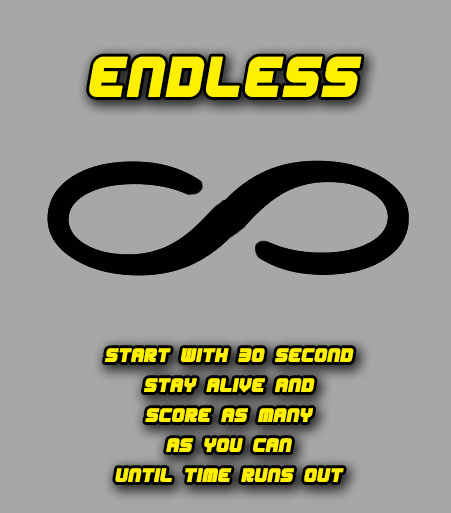 ENDLESS
START WITH 30 SECOND
STAY ALIVE AND
SCORE AS MANY
AS YOU CAN
UNTIL TIME RUNS OUT